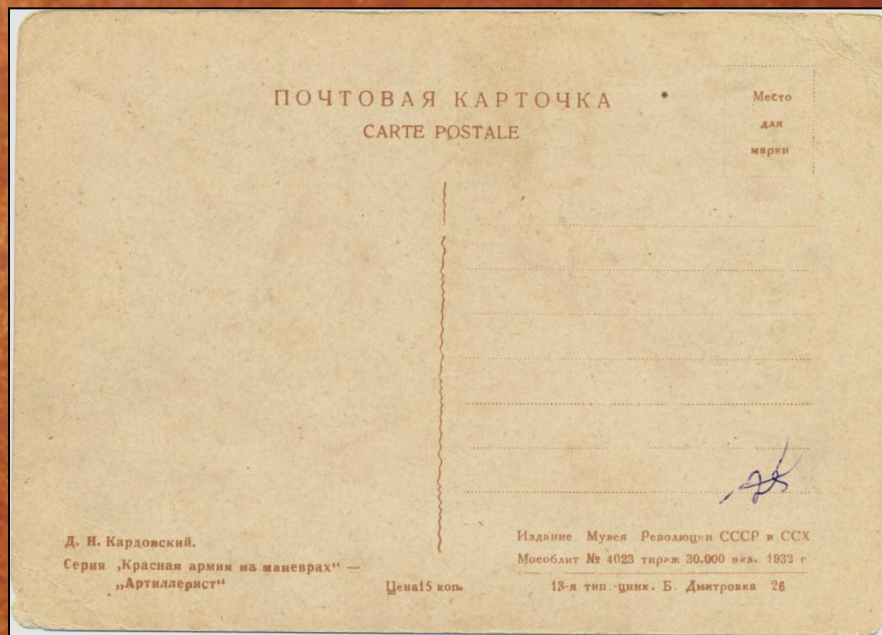 ПОЧТОВАЯ КАРТОЧКА
CARTE POSTALE
Место
для
марки
Д. Н. Кардовский.
Серия „Красная армия на маневрах“ —
„Артиллерист“
Цена 15 коп.
Издание Музея Революции СССР и ССХ
Мособлит № 4023 тираж 30.000 экз. 1932 г
13-я тип.-цинк. Б. Дмитровка 26